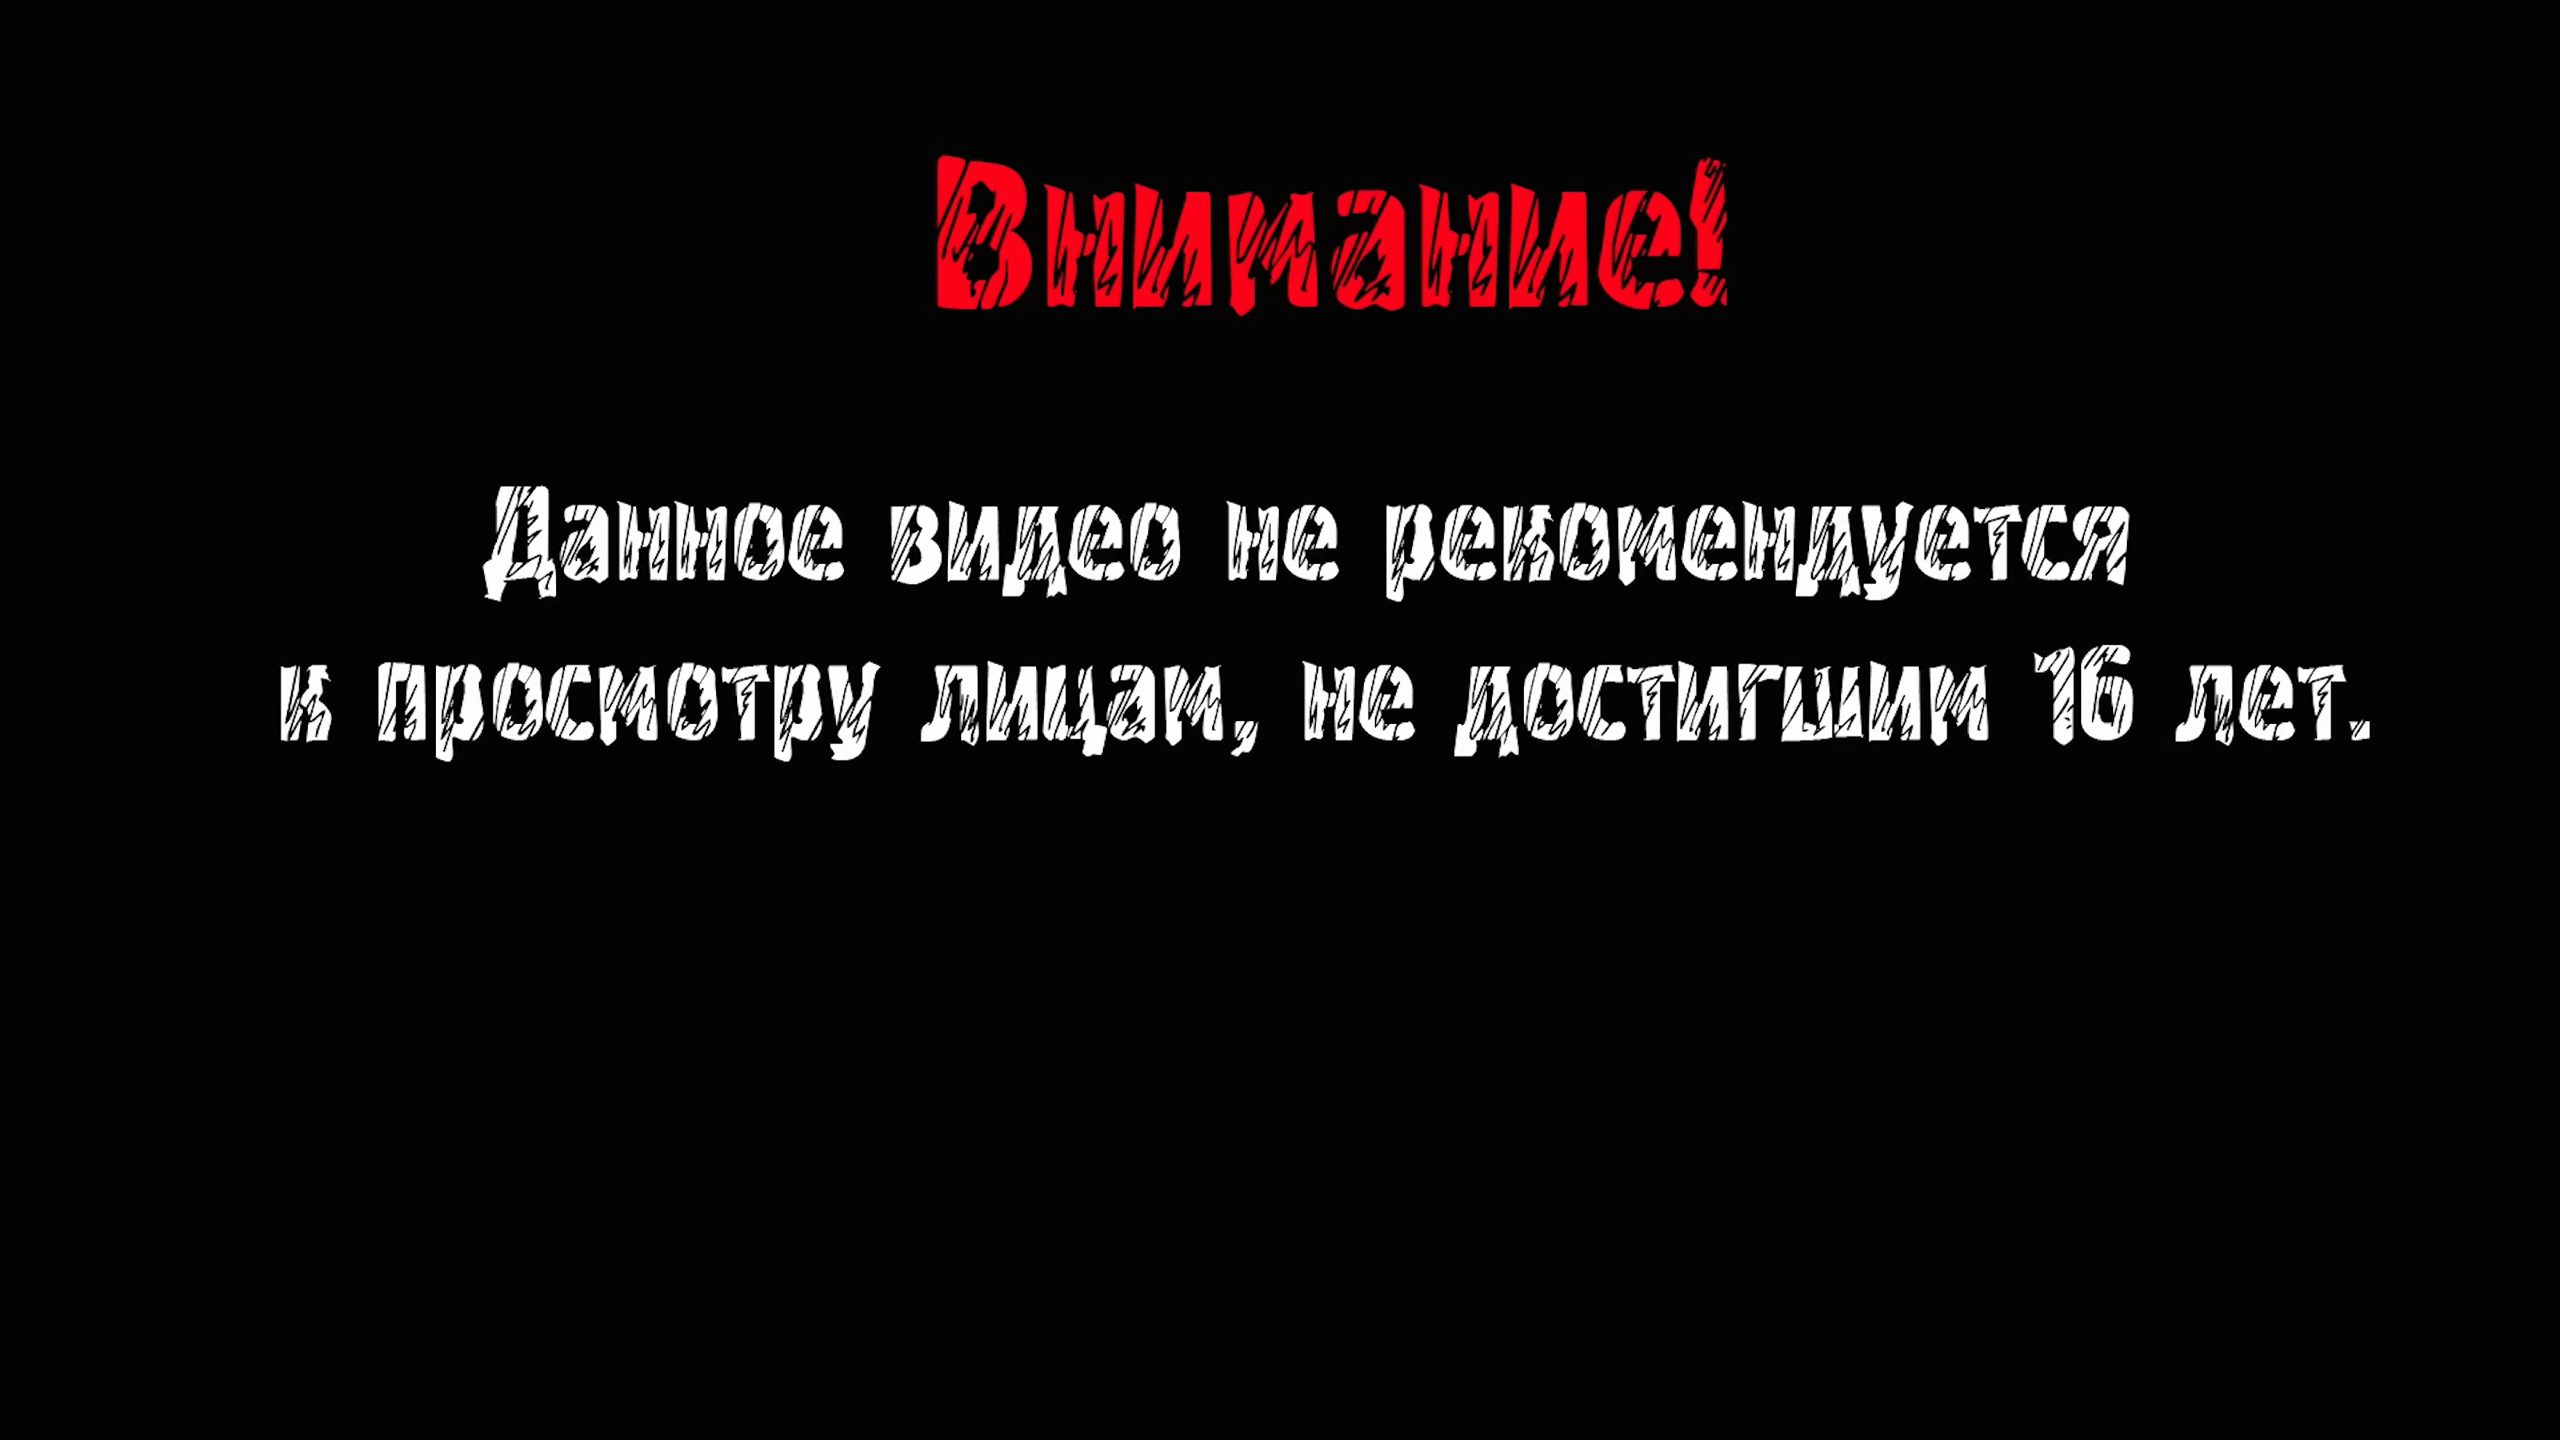 Внимание!
Данное видео не рекомендуется
к просмотру лицам, не достигшим 16 лет.